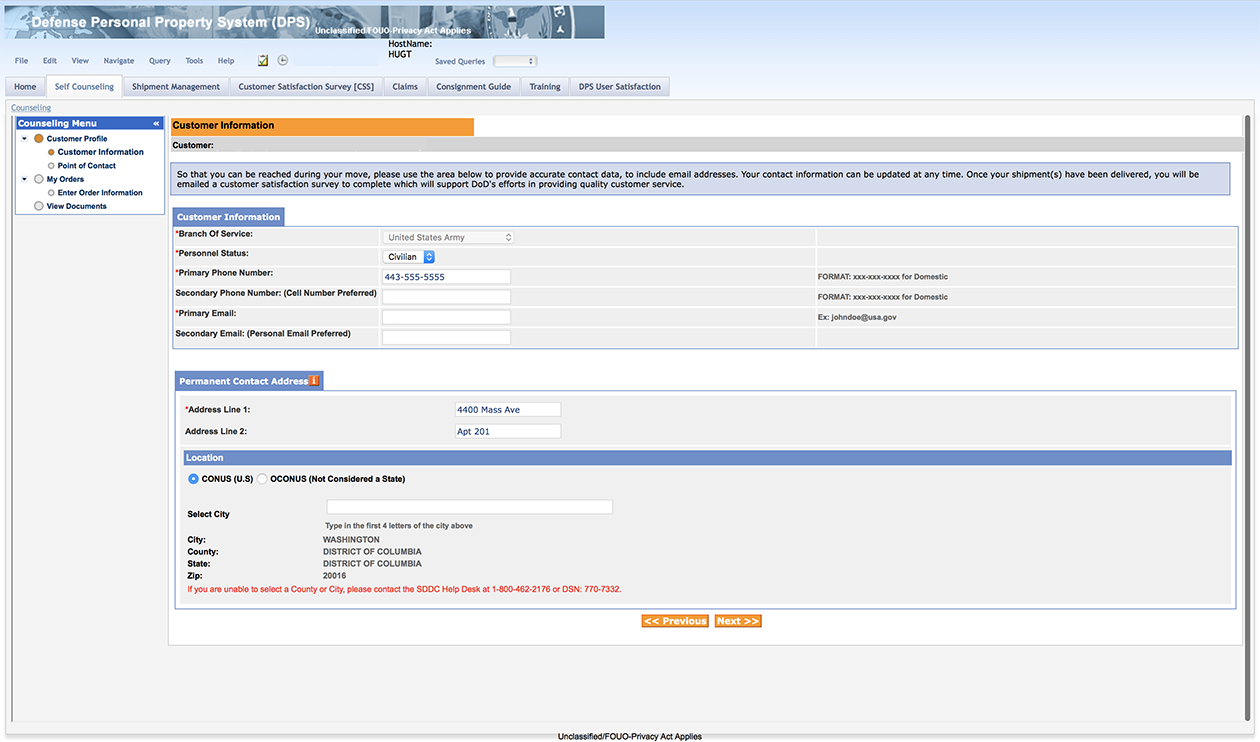 Defense Personal Property System (DPS)
Unclassified/FOUO-Privacy Act Applies
HostName:
HUGT
File Edit View Navigate Query Tools Help Saved Queries
Home Self Counseling Shipment Management Customer Satisfaction Survey [CSS] Claims Consignment Guide Training DPS User Satisfaction
Counseling
Counseling Menu «
Customer Profile
Customer Information
Point of Contact
My Orders
Enter Order Information
View Documents
Customer Information
Customer:
So that you can be reached during your move, please use the area below to provide accurate contact data, to include email addresses. Your contact information can be updated at any time. Once your shipment(s) have been delivered, you will be
emailed a customer satisfaction survey to complete which will support DoD's efforts in providing quality customer service.
Customer Information
*Branch Of Service: United States Army
*Personnel Status: Civilian
*Primary Phone Number: 443-555-5555 FORMAT: xxx-xxx-xxxx for Domestic
Secondary Phone Number: (Cell Number Preferred) FORMAT: xxx-xxx-xxxx for Domestic
*Primary Email: Ex: johndoe@usa.gov
Secondary Email: (Personal Email Preferred)
Permanent Contact Address i
*Address Line 1: 4400 Mass Ave
Address Line 2: Apt 201
Location
CONUS (U.S) OCONUS (Not Considered a State)
Select City
Type in the first 4 letters of the city above
City: WASHINGTON
County: DISTRICT OF COLUMBIA
State: DISTRICT OF COLUMBIA
Zip: 20016
If you are unable to select a County or City, please contact the SDDC Help Desk at 1-800-462-2176 or DSN: 770-7332.
<< Previous Next >>
Unclassified/FOUO-Privacy Act Applies